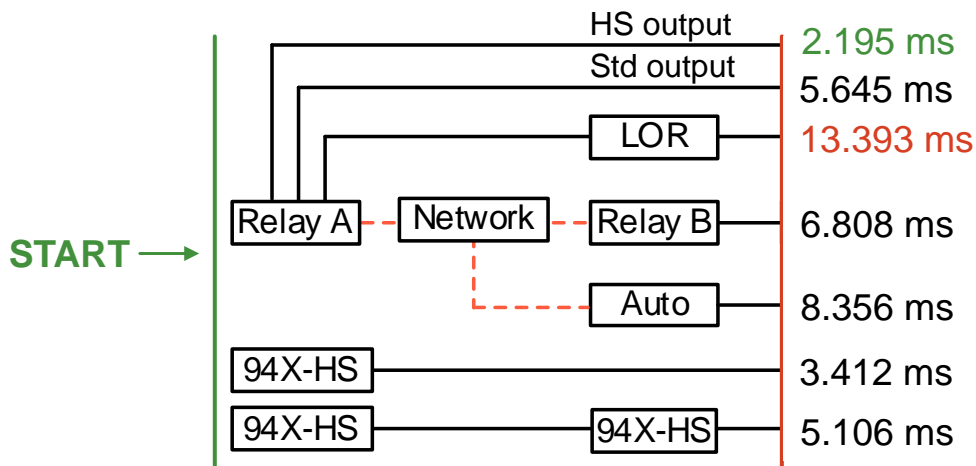 HS output
2.195 ms
Std output
5.645 ms
LOR
13.393 ms
Relay A
Network
Relay B
6.808 ms
START
Auto
8.356 ms
94X-HS
3.412 ms
94X-HS
94X-HS
5.106 ms